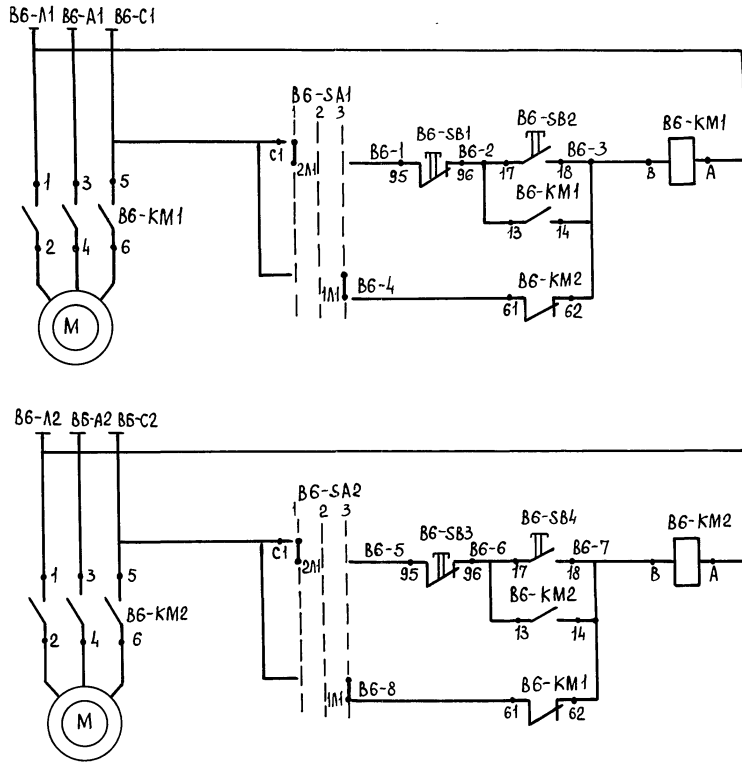 В6-Л1 В6-А1 В6-С1
В6-SA1
1 2 3
С1
2Л1
В6-1
В6-SB1
В6-2
В6-SB2
В6-3
В6-КМ1
95
96
17
18
В
А
1 3 5
В6-КМ1
2 4 6
В6-КМ1
13
14
1Л1
В6-4
В6-КМ2
61
62
М
В6-Л2 В6-А2 В6-С2
В6-SA2
1 2 3
С1
2Л1
В6-5
В6-SB3
В6-6
В6-SB4
В6-7
В6-КМ2
95
96
17
18
В
А
1 3 5
В6-КМ2
2 4 6
В6-КМ2
13
14
1Л1
В6-8
В6-КМ1
61
62
М